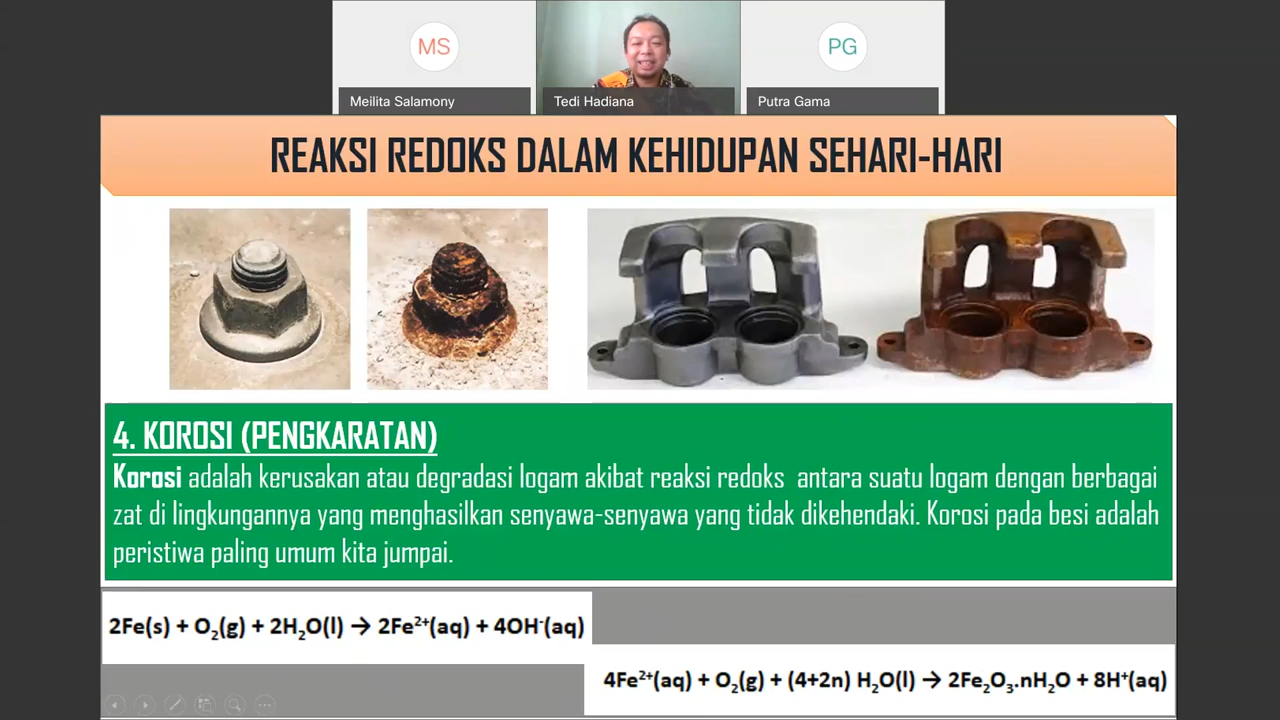 MS
PG
Meilita Salamony
Tedi Hadiana
Putra Gama
REAKSI REDOKS DALAM KEHIDUPAN SEHARI-HARI
4. KOROSI (PENGKARATAN)
Korosi adalah kerusakan atau degradasi logam akibat reaksi redoks antara suatu logam dengan berbagai
zat di lingkungannya yang menghasilkan senyawa-senyawa yang tidak dikehendaki. Korosi pada besi adalah
peristiwa paling umum kita jumpai.
2Fe(s) + O₂(g) + 2H₂O(l) → 2Fe²⁺(aq) + 4OH⁻(aq)
4Fe²⁺(aq) + O₂(g) + (4+2n) H₂O(l) → 2Fe₂O₃.nH₂O + 8H⁺(aq)